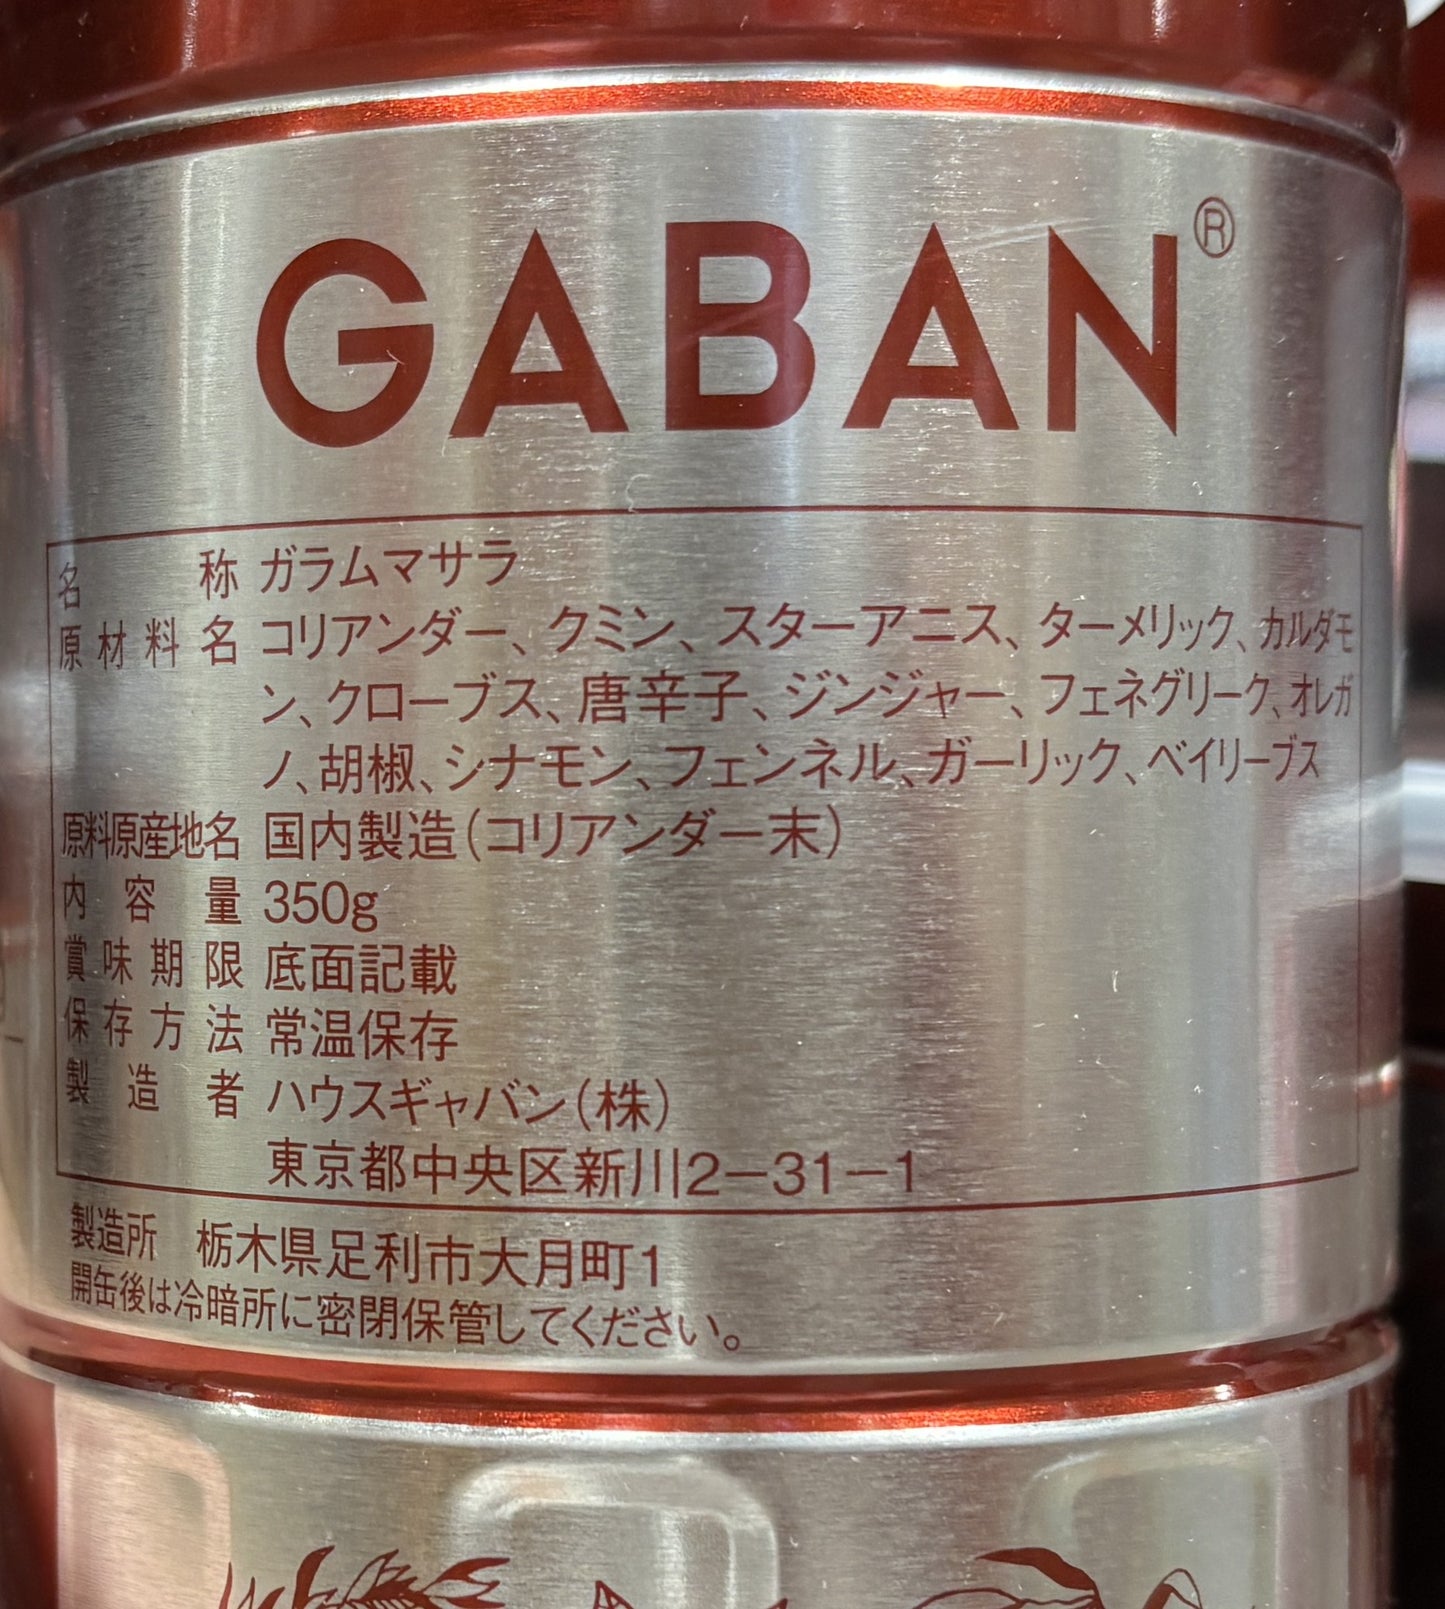 GABAN®
名称 ガラムマサラ
原材料名 コリアンダー、クミン、スターアニス、ターメリック、カルダモ
ン、クローブス、唐辛子、ジンジャー、フェネグリーク、オレガ
ノ、胡椒、シナモン、フェンネル、ガーリック、ベイリーブス
原料原産地名 国内製造(コリアンダー末)
内容量 350g
賞味期限 底面記載
保存方法 常温保存
製造者 ハウスギャバン(株)
東京都中央区新川2-31-1
製造所 栃木県足利市大月町1
開缶後は冷暗所に密閉保管してください。